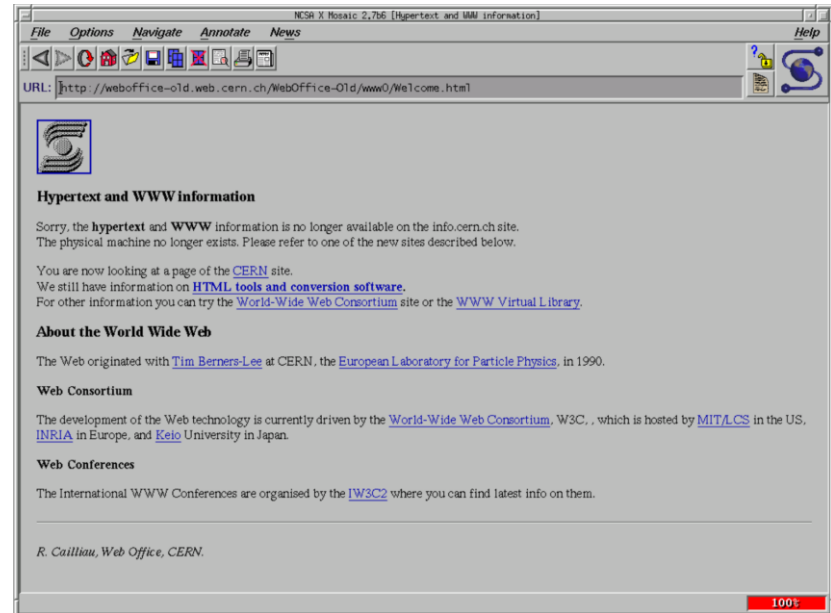 NCSA X Mosaic 2.7b6 [Hypertext and WWW information]
File Options Navigate Annotate News Help
URL: http://weboffice-old.web.cern.ch/WebOffice-Old/www0/Welcome.html
Hypertext and WWW information
Sorry, the hypertext and WWW information is no longer available on the info.cern.ch site.
The physical machine no longer exists. Please refer to one of the new sites described below.
You are now looking at a page of the CERN site.
We still have information on HTML tools and conversion software.
For other information you can try the World-Wide Web Consortium site or the WWW Virtual Library.
About the World Wide Web
The Web originated with Tim Berners-Lee at CERN, the European Laboratory for Particle Physics, in 1990.
Web Consortium
The development of the Web technology is currently driven by the World-Wide Web Consortium, W3C, , which is hosted by MIT/LCS in the US,
INRIA in Europe, and Keio University in Japan.
Web Conferences
The International WWW Conferences are organised by the IW3C2 where you can find latest info on them.
R. Cailliau, Web Office, CERN.
100%